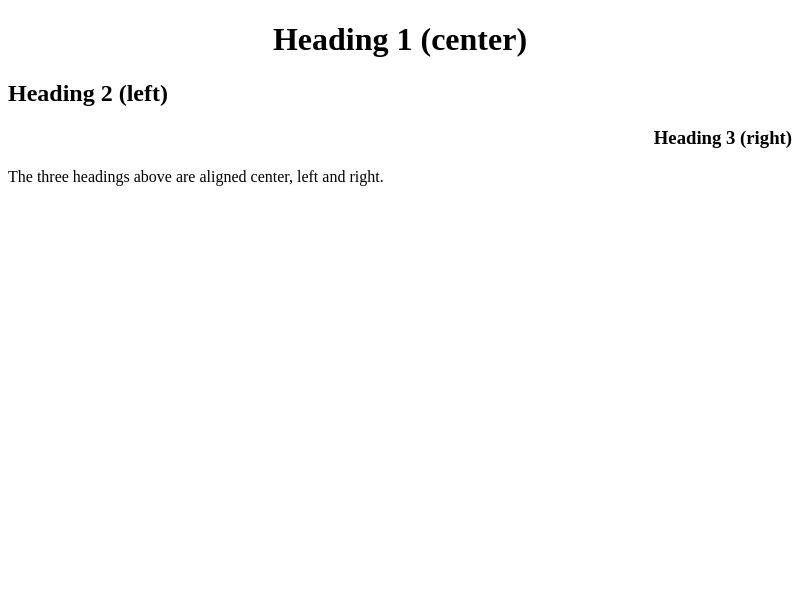 Heading 1 (center)
Heading 2 (left)
Heading 3 (right)
The three headings above are aligned center, left and right.